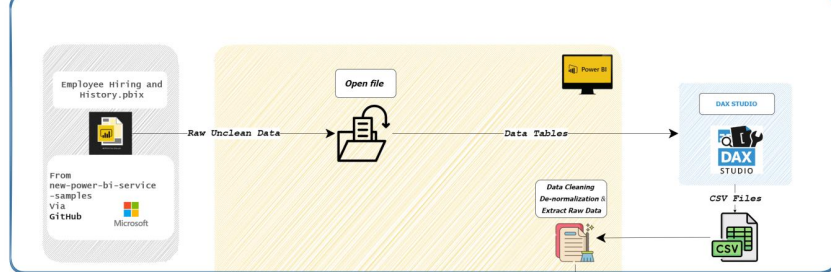 Employee Hiring and
History.pbix
From
new-power-bi-service
-samples
Via
GitHub
Microsoft
Raw Unclean Data
Open file
Power BI
Data Tables
DAX STUDIO
DAX
STUDIO
CSV Files
CSV
Data Cleaning
De-normalization &
Extract Raw Data